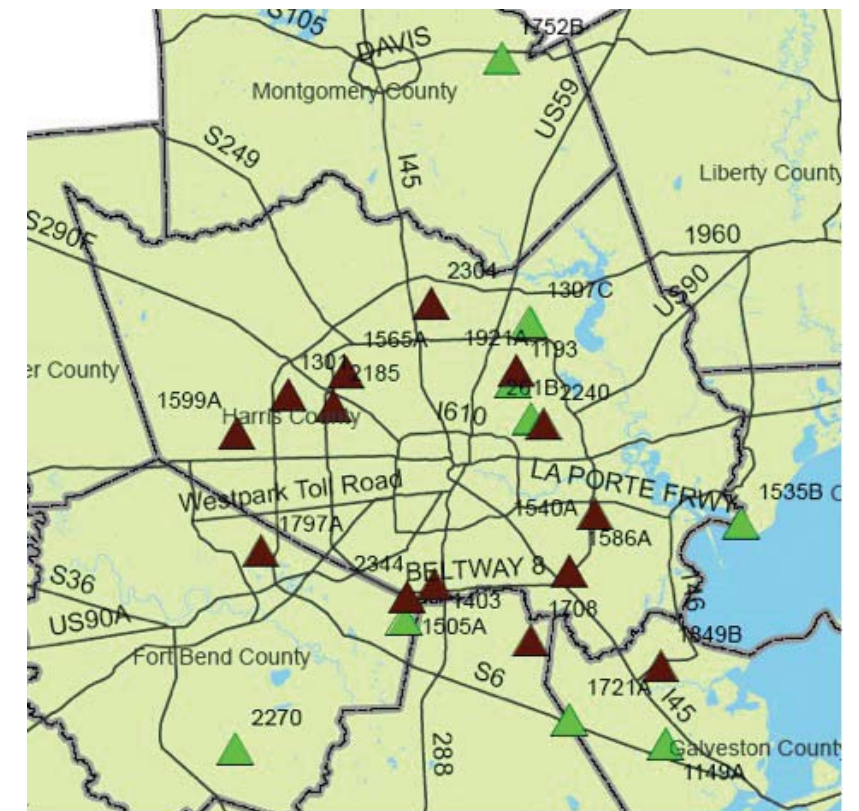 S105
1752B
DAVIS
Montgomery County
US59
S249
I45
Liberty County
S290F
1960
2304
1307C
US90
1565A
1921A
1193
er County
1301
2185
261B
2240
1599A
Harris County
I610
LA PORTE FRWY
Westpark Toll Road
1535B
1540A
1797A
1586A
2344
BELTWAY 8
S36
1403
1708
US90A
1505A
1849B
Fort Bend County
S6
1721A
I45
2270
288
Galveston County
1149A